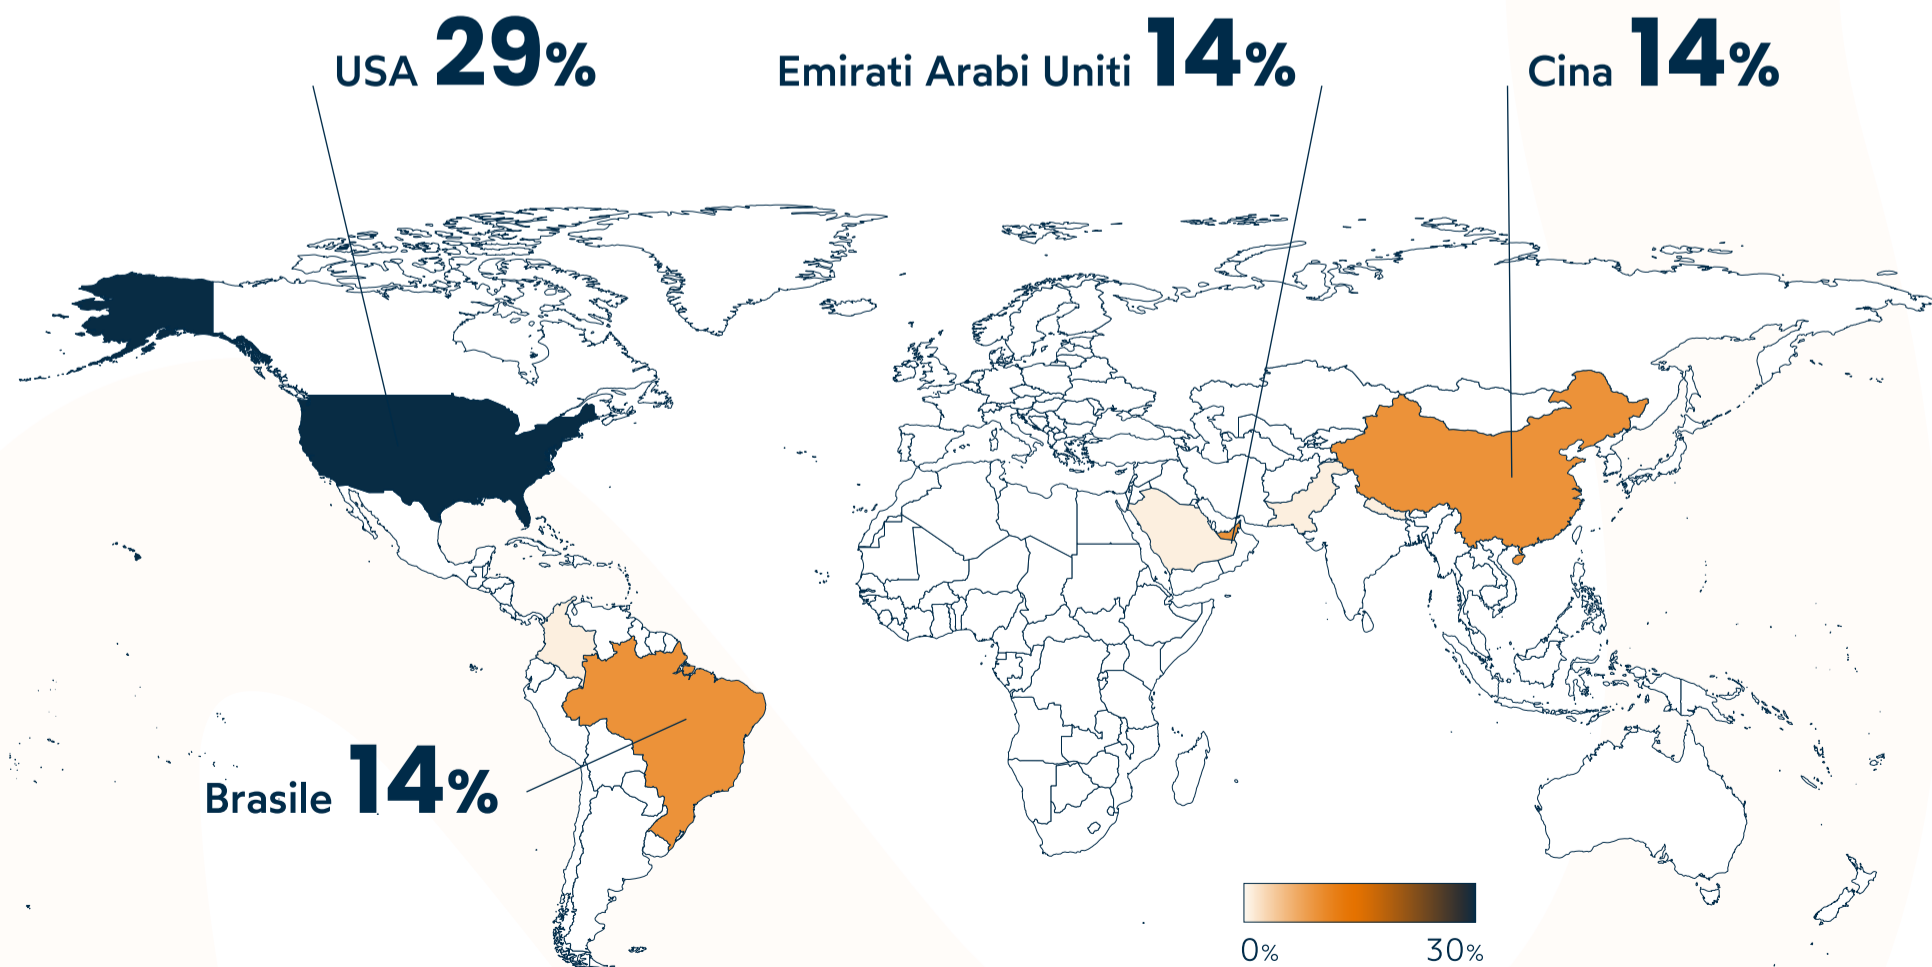 USA 29%
Emirati Arabi Uniti 14%
Cina 14%
Brasile 14%
0% 30%